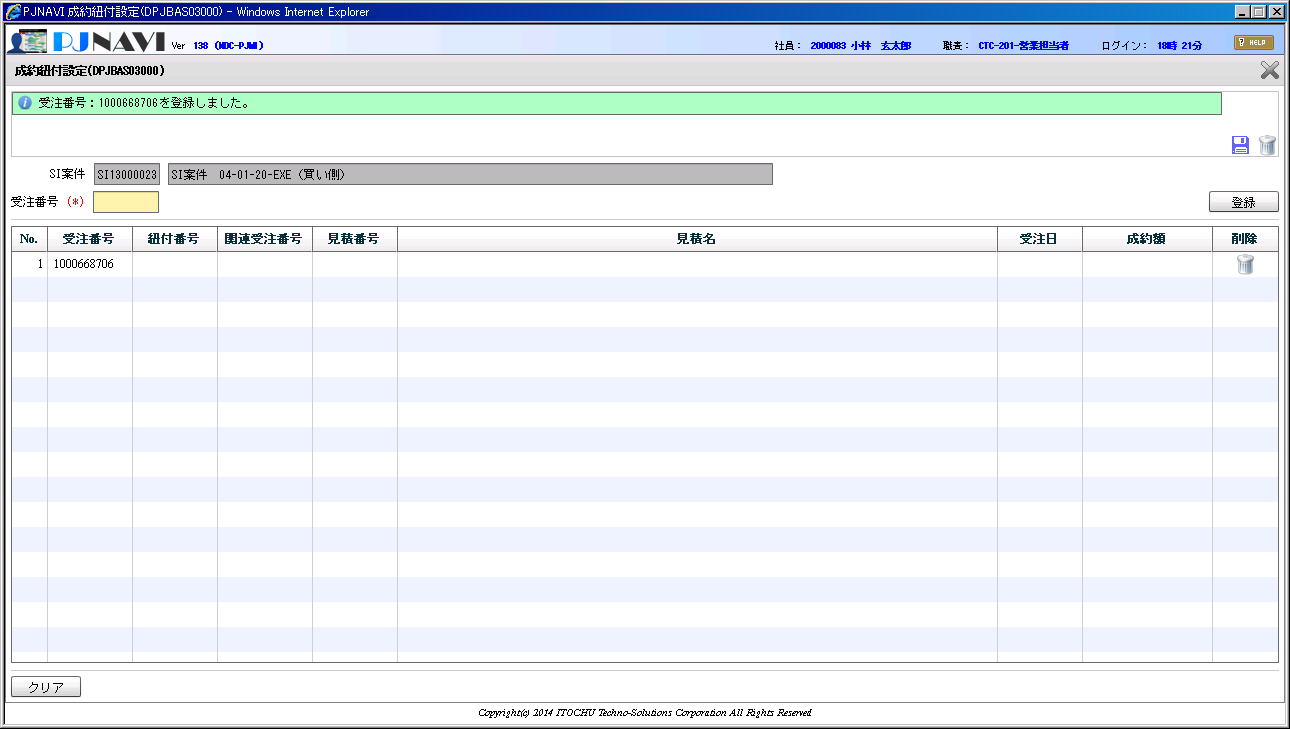 PJNAVI 成約紐付設定(DPJBAS03000) - Windows Internet Explorer
PJNAVI Ver 138 (NDC-PJMI) 社員： 2000083 小林 玄太郎 職責： CTC-201-営業担当者 ログイン： 18時 21分 ? HELP
成約紐付設定(DPJBAS03000)
受注番号：1000668706を登録しました。
SI案件 SI13000023 SI案件 04-01-20-EXE（買い側）
受注番号 (*) 登録
No. 受注番号 紐付番号 関連受注番号 見積番号 見積名 受注日 成約額 削除
1 1000668706
クリア
Copyright(c) 2014 ITOCHU Techno-Solutions Corporation All Rights Reserved